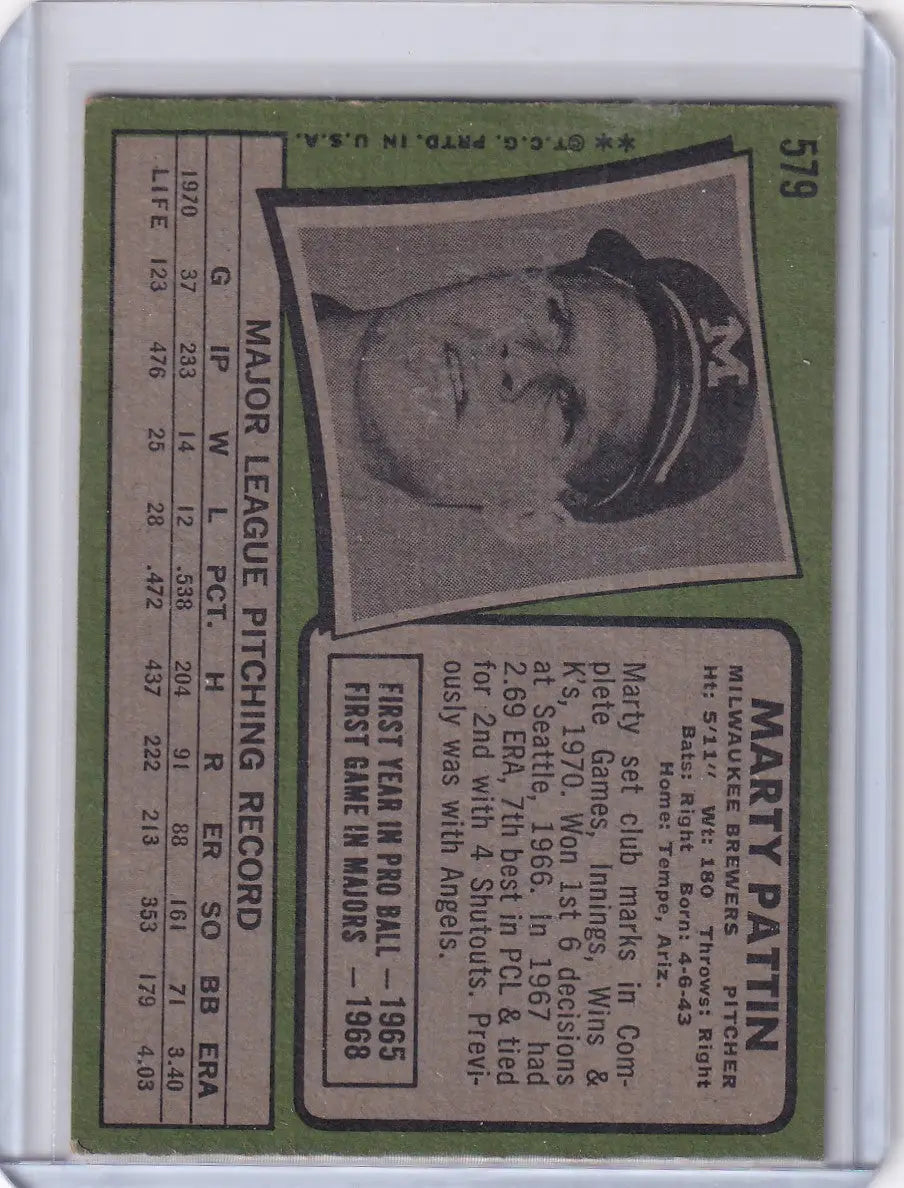 579
M
**©T.C.G. PRTD. IN U.S.A.
MARTY PATTIN
MILWAUKEE BREWERS PITCHER
Ht: 5'11" Wt: 180 Throws: Right
Bats: Right Born: 4-6-43
Home: Tempe, Ariz.
Marty set club marks in Com-
plete Games, Innings, Wins &
K's, 1970. Won 1st 6 decisions
at Seattle, 1966. In 1967 had
2.69 ERA, 7th best in PCL & tied
for 2nd with 4 Shutouts. Previ-
ously was with Angels.
FIRST YEAR IN PRO BALL — 1965
FIRST GAME IN MAJORS — 1968
MAJOR LEAGUE PITCHING RECORD
G IP W L PCT. H R ER SO BB ERA
1970 37 233 14 12 .538 204 91 88 161 71 3.40
LIFE 123 476 25 28 .472 437 222 213 353 179 4.03